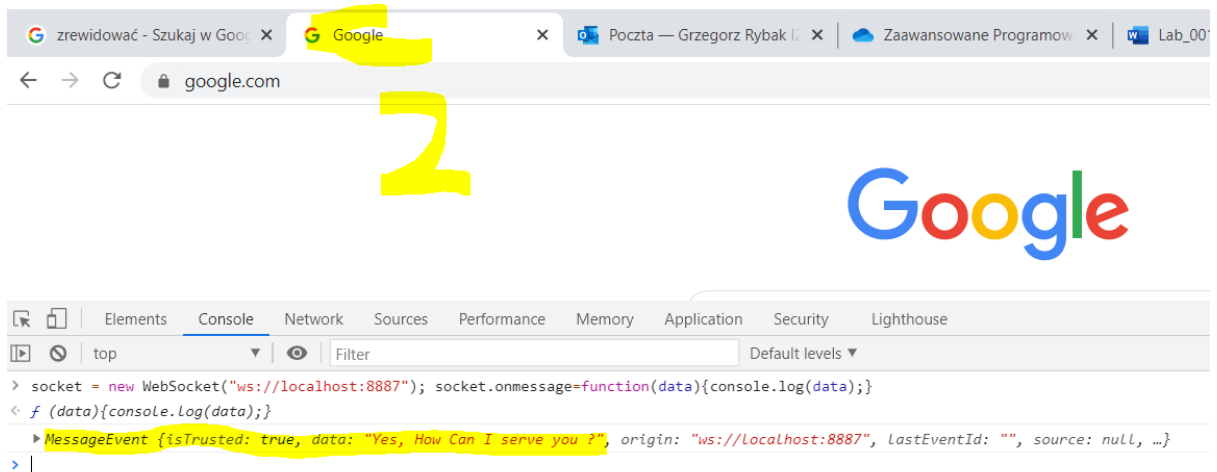 zrewidować - Szukaj w Goog Google Poczta — Grzegorz Rybak I2 Zaawansowane Programow Lab_001
google.com
2
Google
Elements Console Network Sources Performance Memory Application Security Lighthouse
top Filter Default levels ▼
> socket = new WebSocket("ws://localhost:8887"); socket.onmessage=function(data){console.log(data);}
ƒ (data){console.log(data);}
MessageEvent {isTrusted: true, data: "Yes, How Can I serve you ?", origin: "ws://localhost:8887", lastEventId: "", source: null, …}
>